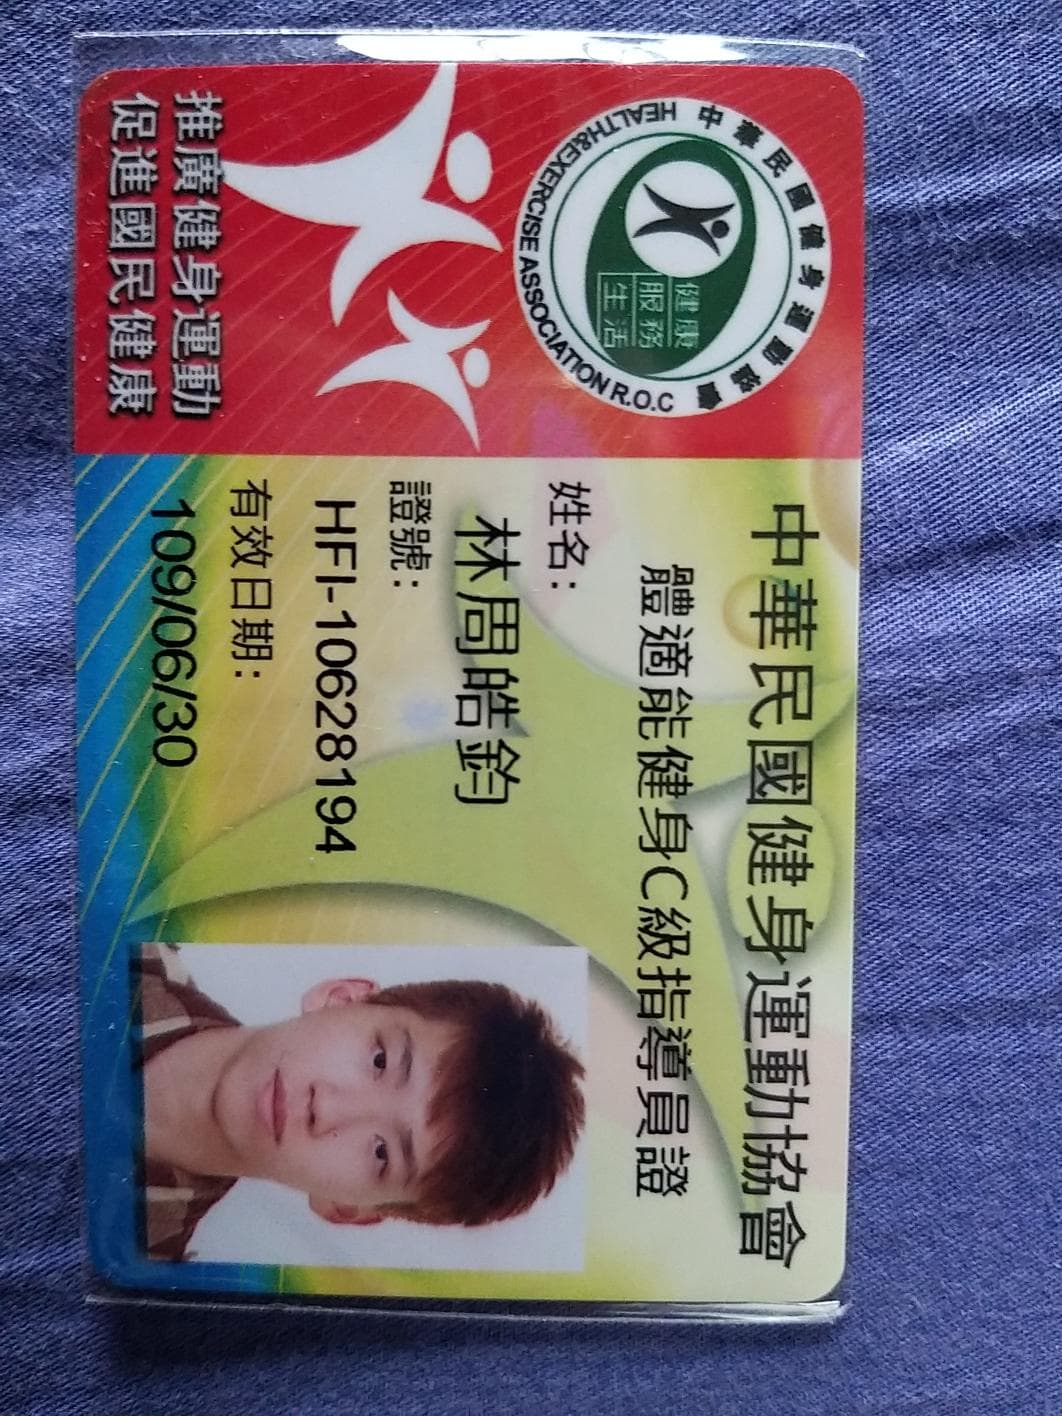 中華民國健身運動協會
HEALTH&EXERCISE ASSOCIATION R.O.C
健康
服務
生活
推廣健身運動
促進國民健康
中華民國健身運動協會
體適能健身C級指導員證
姓名：
林周皓鈞
證號：
HFI-10628194
有效日期：
109/06/30